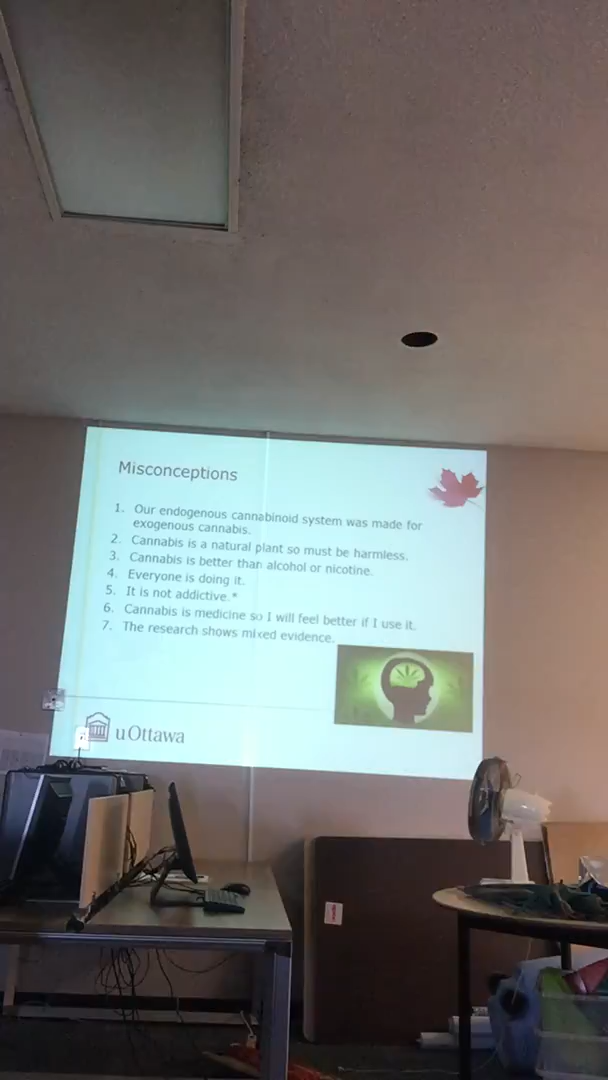 Misconceptions
1. Our endogenous cannabinoid system was made for
exogenous cannabis.
2. Cannabis is a natural plant so must be harmless.
3. Cannabis is better than alcohol or nicotine.
4. Everyone is doing it.
5. It is not addictive.*
6. Cannabis is medicine so I will feel better if I use it.
7. The research shows mixed evidence.
uOttawa